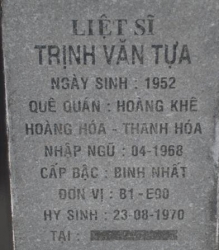 LIỆT SĨ
TRỊNH VĂN TỰA
NGÀY SINH : 1952
QUÊ QUÁN : HOẰNG KHÊ
HOẰNG HÓA - THANH HÓA
NHẬP NGŨ : 04-1968
CẤP BẬC : BINH NHẤT
ĐƠN VỊ : B1 - E90
HY SINH : 23-08-1970
TẠI :